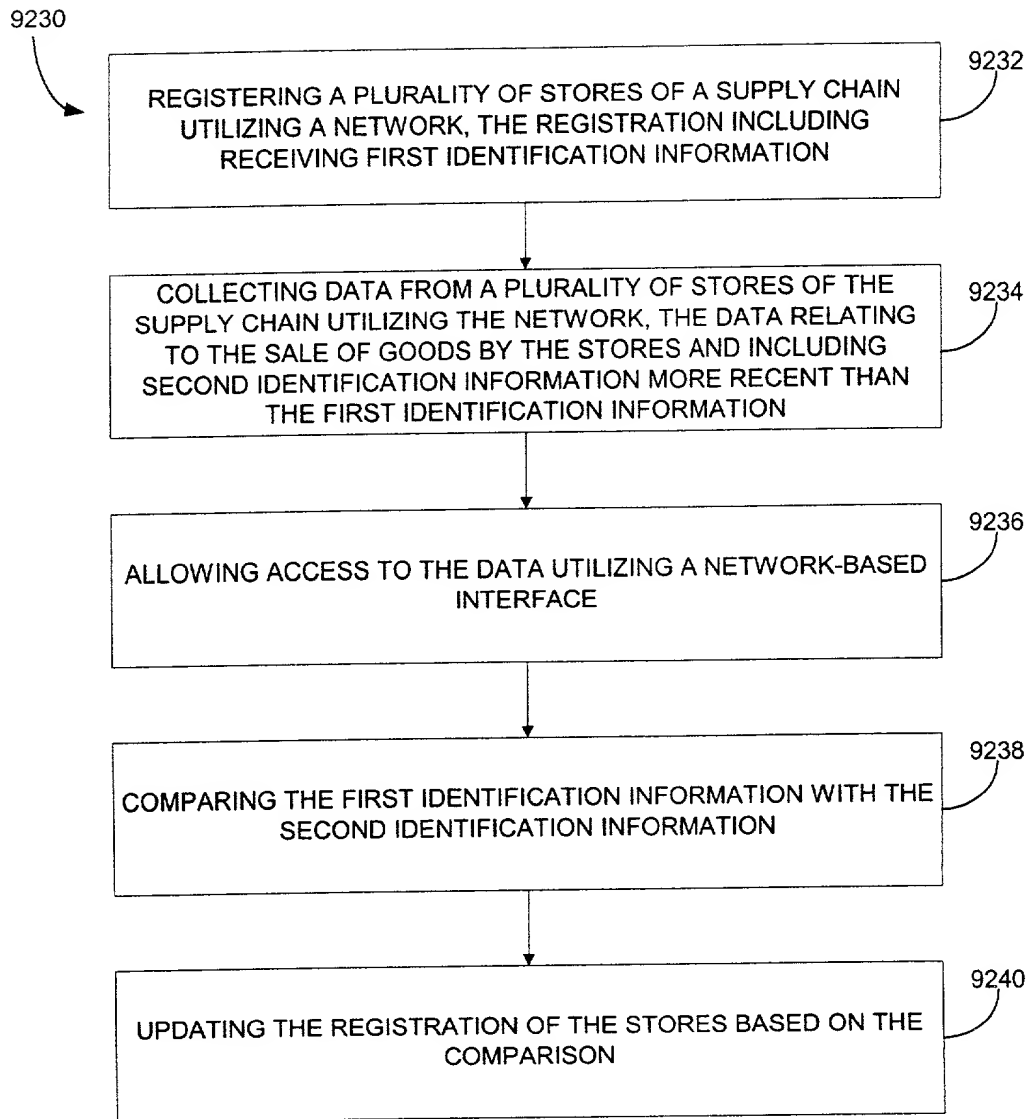 9230
9232
REGISTERING A PLURALITY OF STORES OF A SUPPLY CHAIN
UTILIZING A NETWORK, THE REGISTRATION INCLUDING
RECEIVING FIRST IDENTIFICATION INFORMATION
9234
COLLECTING DATA FROM A PLURALITY OF STORES OF THE
SUPPLY CHAIN UTILIZING THE NETWORK, THE DATA RELATING
TO THE SALE OF GOODS BY THE STORES AND INCLUDING
SECOND IDENTIFICATION INFORMATION MORE RECENT THAN
THE FIRST IDENTIFICATION INFORMATION
9236
ALLOWING ACCESS TO THE DATA UTILIZING A NETWORK-BASED
INTERFACE
9238
COMPARING THE FIRST IDENTIFICATION INFORMATION WITH THE
SECOND IDENTIFICATION INFORMATION
9240
UPDATING THE REGISTRATION OF THE STORES BASED ON THE
COMPARISON